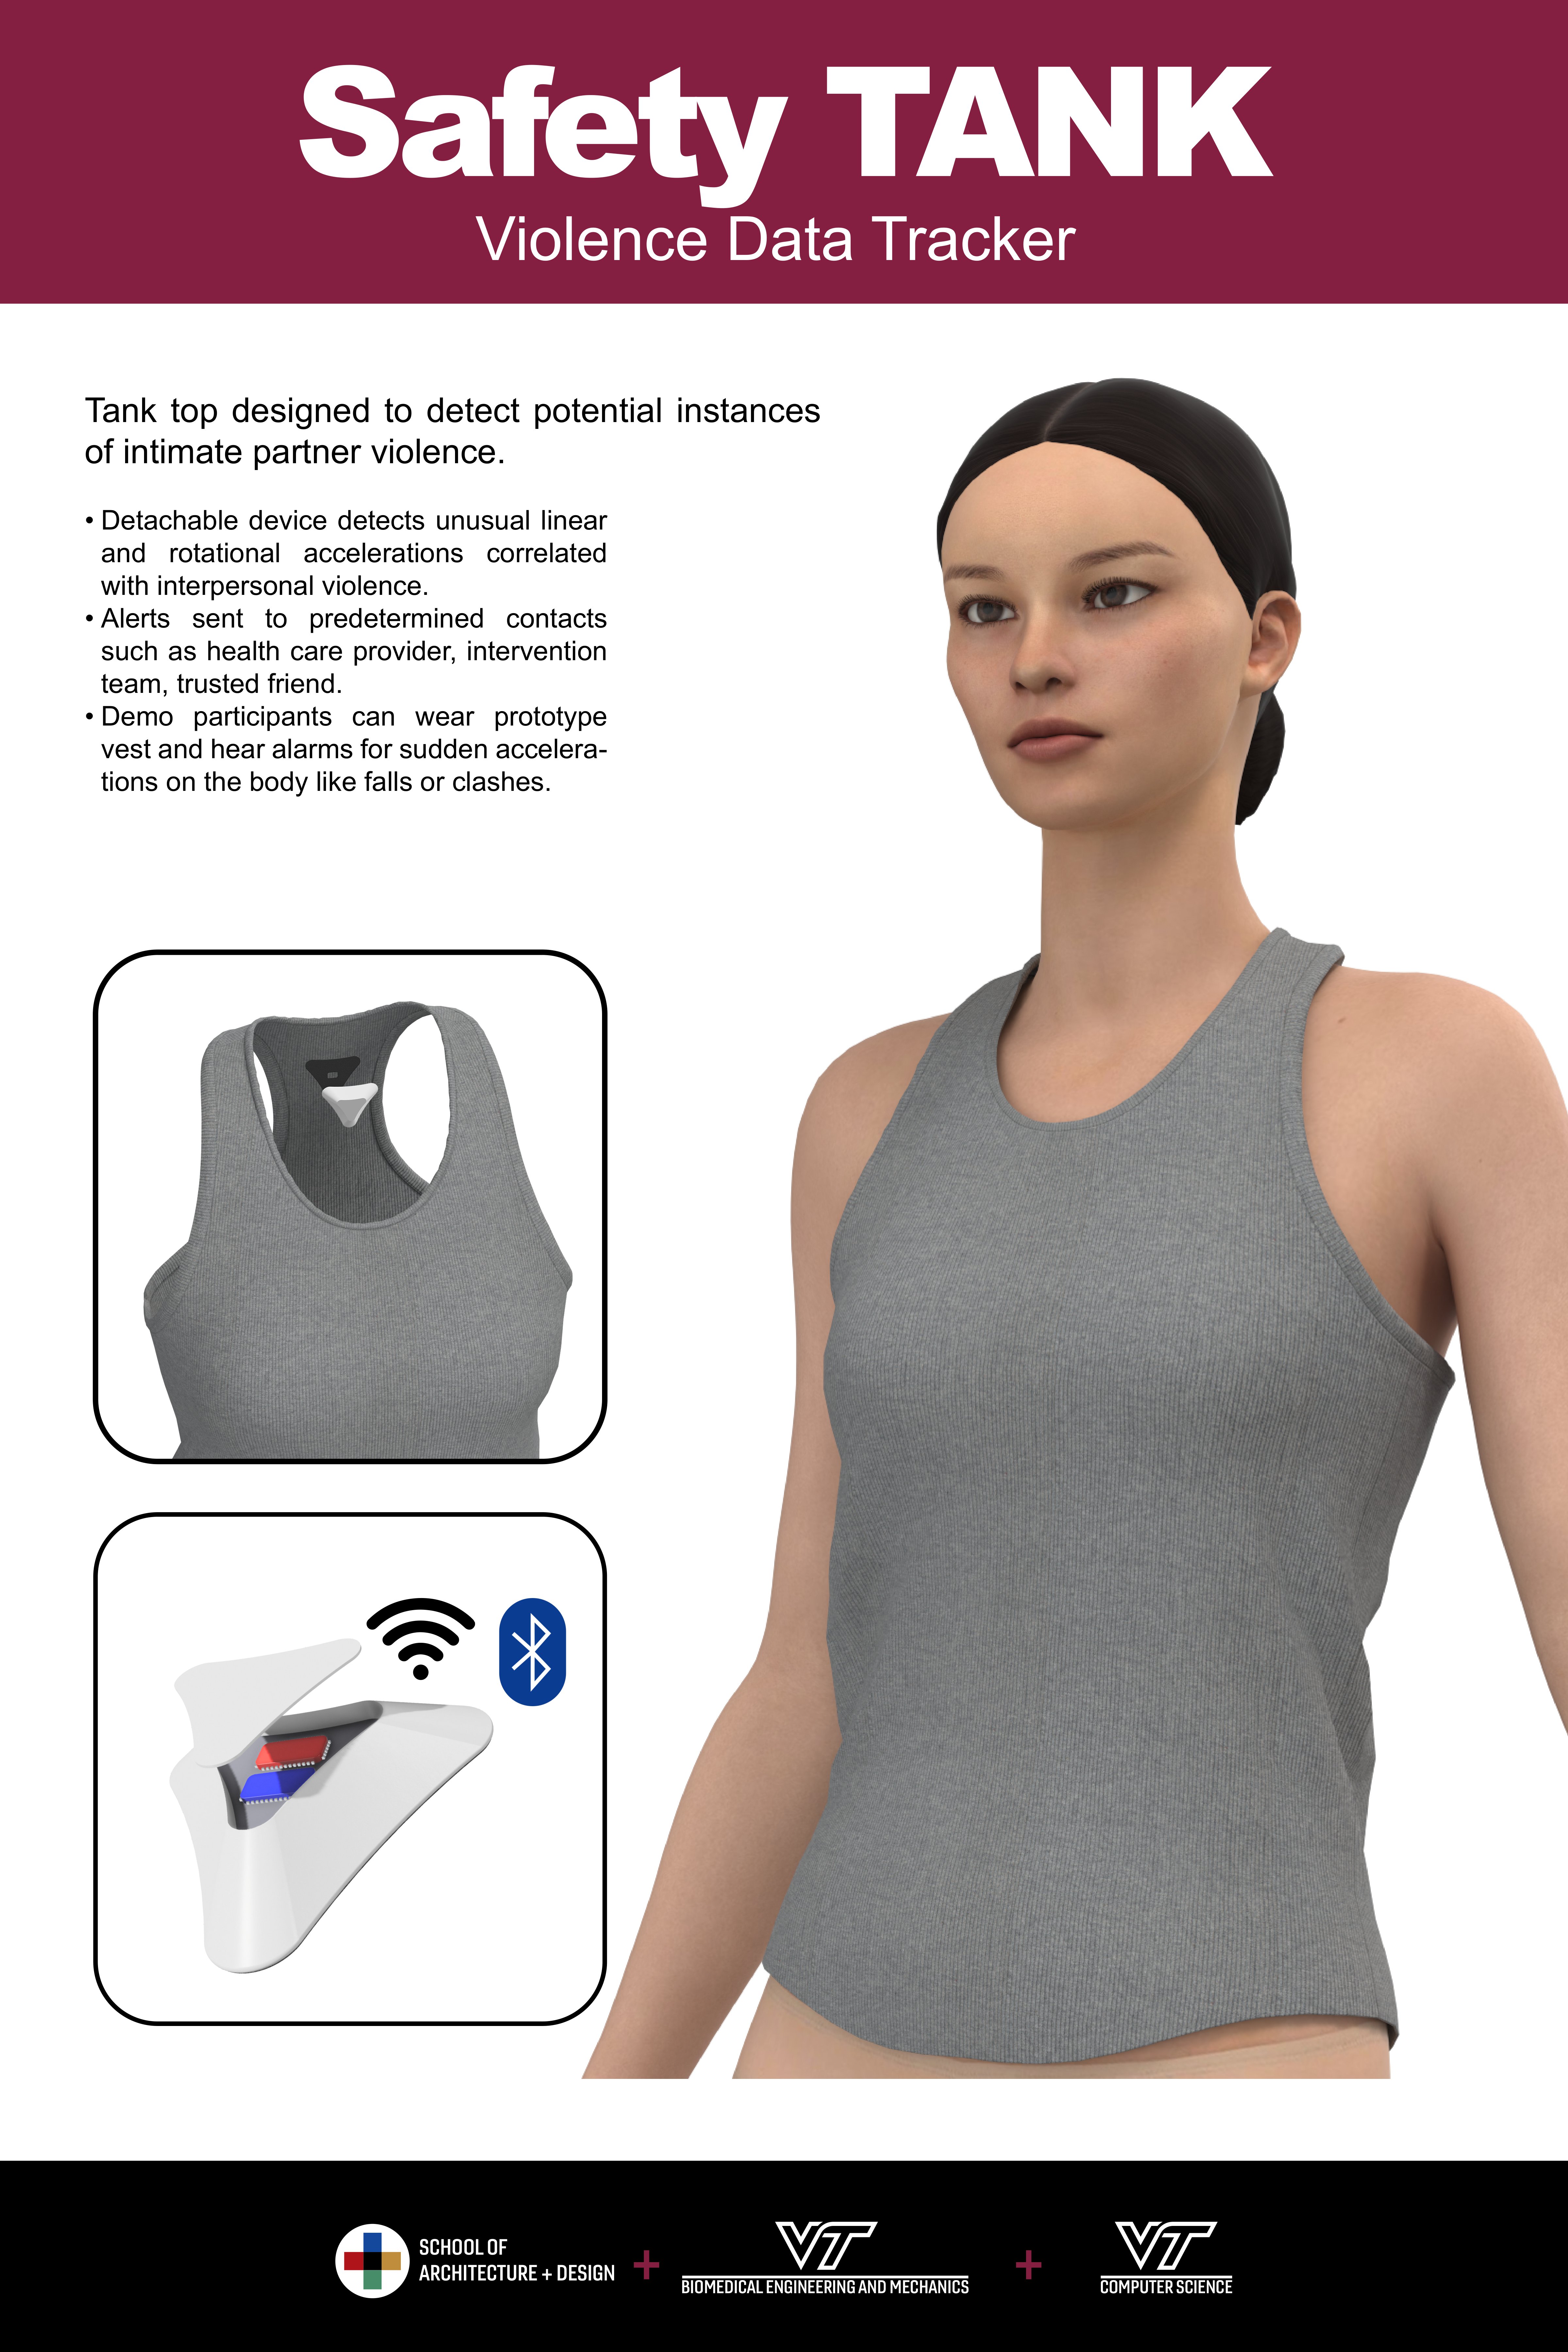 Safety TANK
Violence Data Tracker
Tank top designed to detect potential instances
of intimate partner violence.
• Detachable device detects unusual linear
and rotational accelerations correlated
with interpersonal violence.
• Alerts sent to predetermined contacts
such as health care provider, intervention
team, trusted friend.
• Demo participants can wear prototype
vest and hear alarms for sudden accelera-
tions on the body like falls or clashes.
SCHOOL OF
ARCHITECTURE + DESIGN
+
VT
BIOMEDICAL ENGINEERING AND MECHANICS
+
VT
COMPUTER SCIENCE